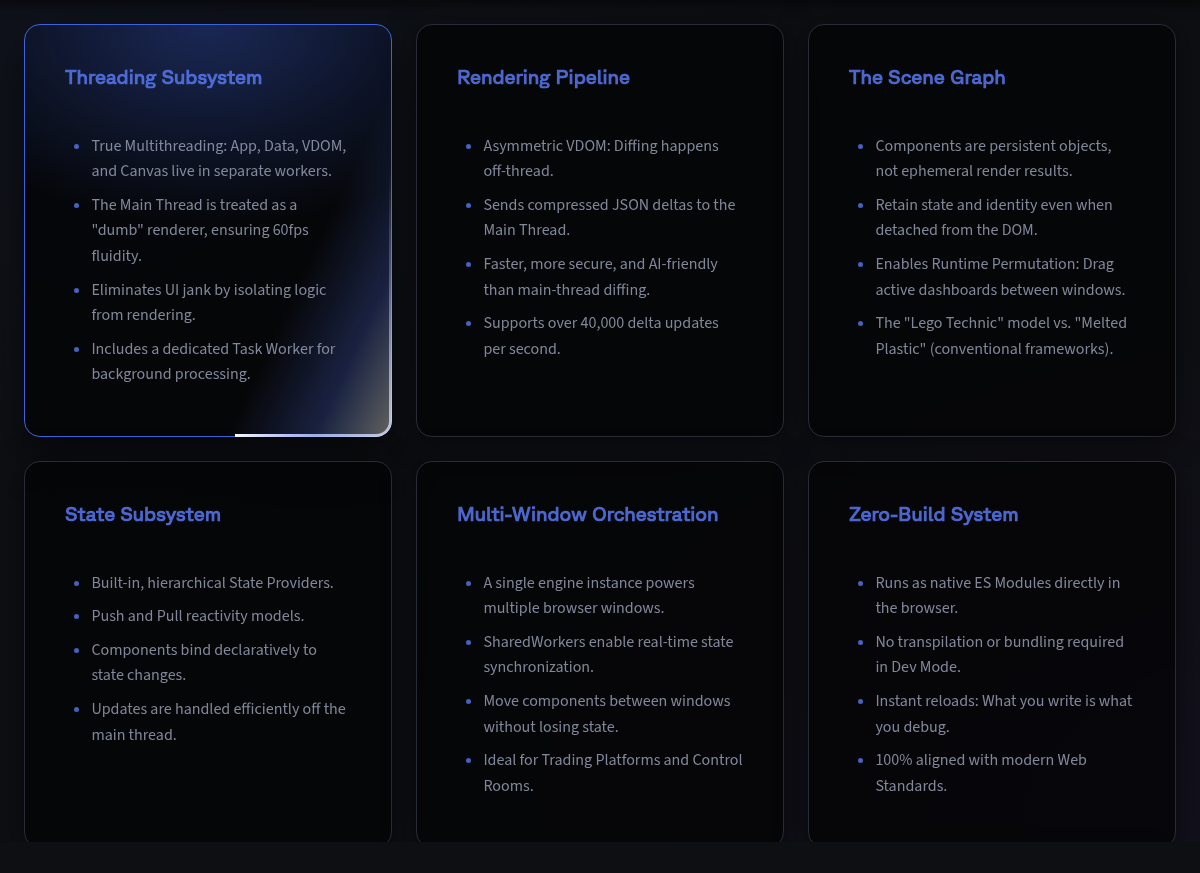 Threading Subsystem
True Multithreading: App, Data, VDOM,
and Canvas live in separate workers.
The Main Thread is treated as a
"dumb" renderer, ensuring 60fps
fluidity.
Eliminates UI jank by isolating logic
from rendering.
Includes a dedicated Task Worker for
background processing.
Rendering Pipeline
Asymmetric VDOM: Diffing happens
off-thread.
Sends compressed JSON deltas to the
Main Thread.
Faster, more secure, and AI-friendly
than main-thread diffing.
Supports over 40,000 delta updates
per second.
The Scene Graph
Components are persistent objects,
not ephemeral render results.
Retain state and identity even when
detached from the DOM.
Enables Runtime Permutation: Drag
active dashboards between windows.
The "Lego Technic" model vs. "Melted
Plastic" (conventional frameworks).
State Subsystem
Built-in, hierarchical State Providers.
Push and Pull reactivity models.
Components bind declaratively to
state changes.
Updates are handled efficiently off the
main thread.
Multi-Window Orchestration
A single engine instance powers
multiple browser windows.
SharedWorkers enable real-time state
synchronization.
Move components between windows
without losing state.
Ideal for Trading Platforms and Control
Rooms.
Zero-Build System
Runs as native ES Modules directly in
the browser.
No transpilation or bundling required
in Dev Mode.
Instant reloads: What you write is what
you debug.
100% aligned with modern Web
Standards.